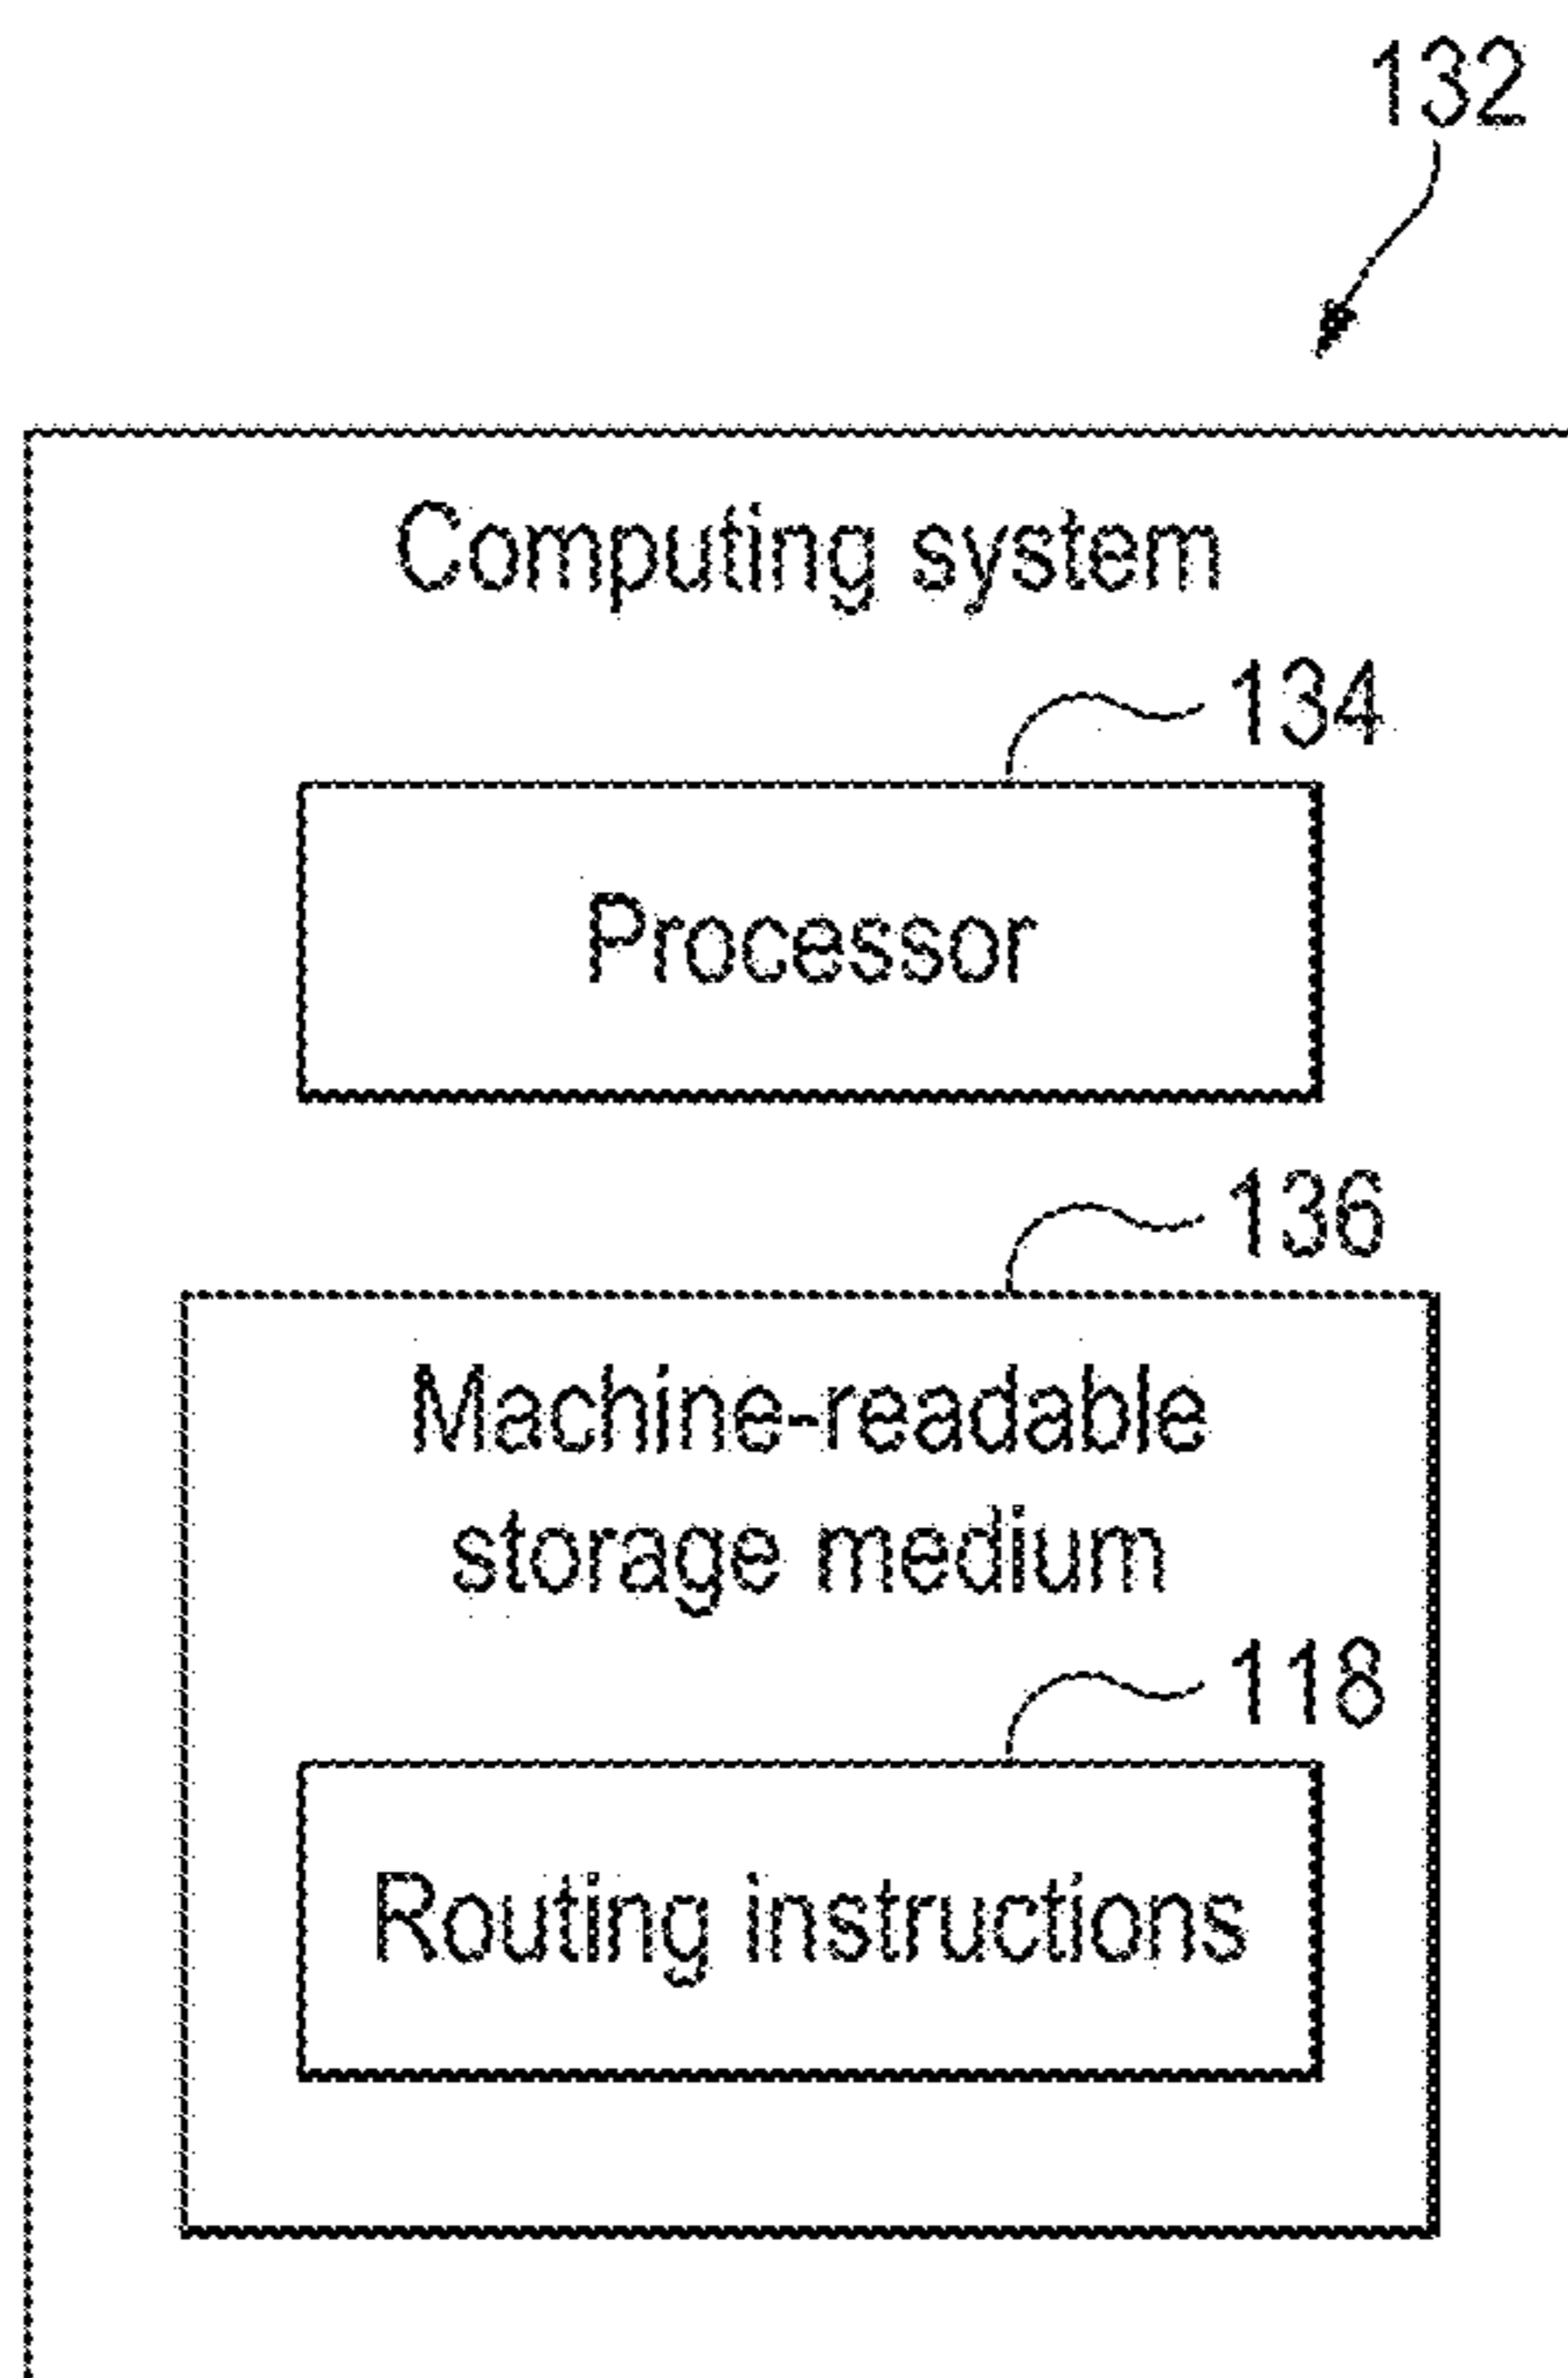 132
Computing system
134
Processor
136
Machine-readable
storage medium
118
Routing instructions